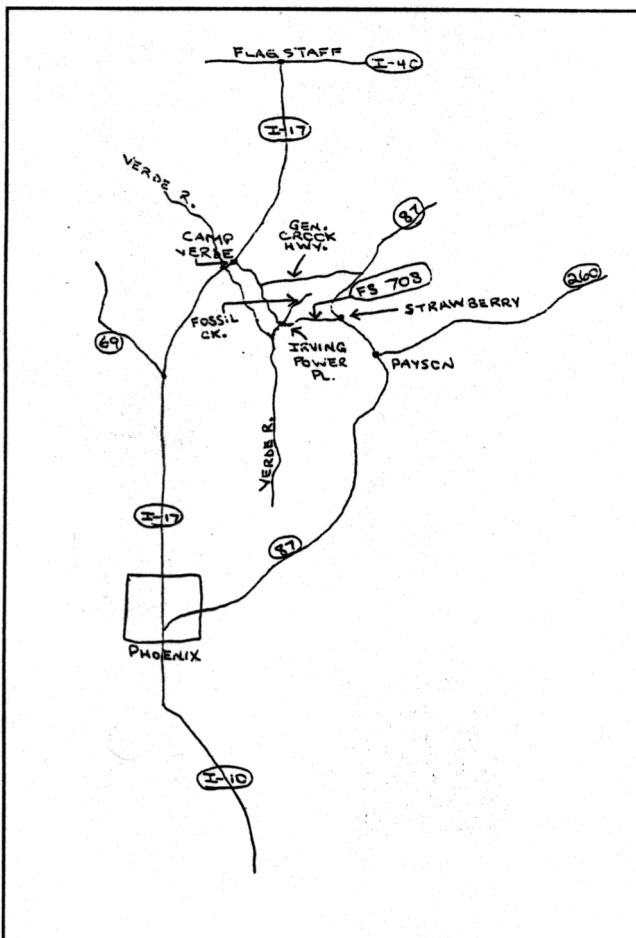 FLAGSTAFF
I-40
I-17
VERDE
R.
87
GEN.
CROOK
HWY.
CAMP
VERDE
260
FS 708
STRAWBERRY
FOSSIL
CK.
69
IRVING
POWER
PL.
PAYSON
VERDE R.
I-17
87
PHOENIX
I-10